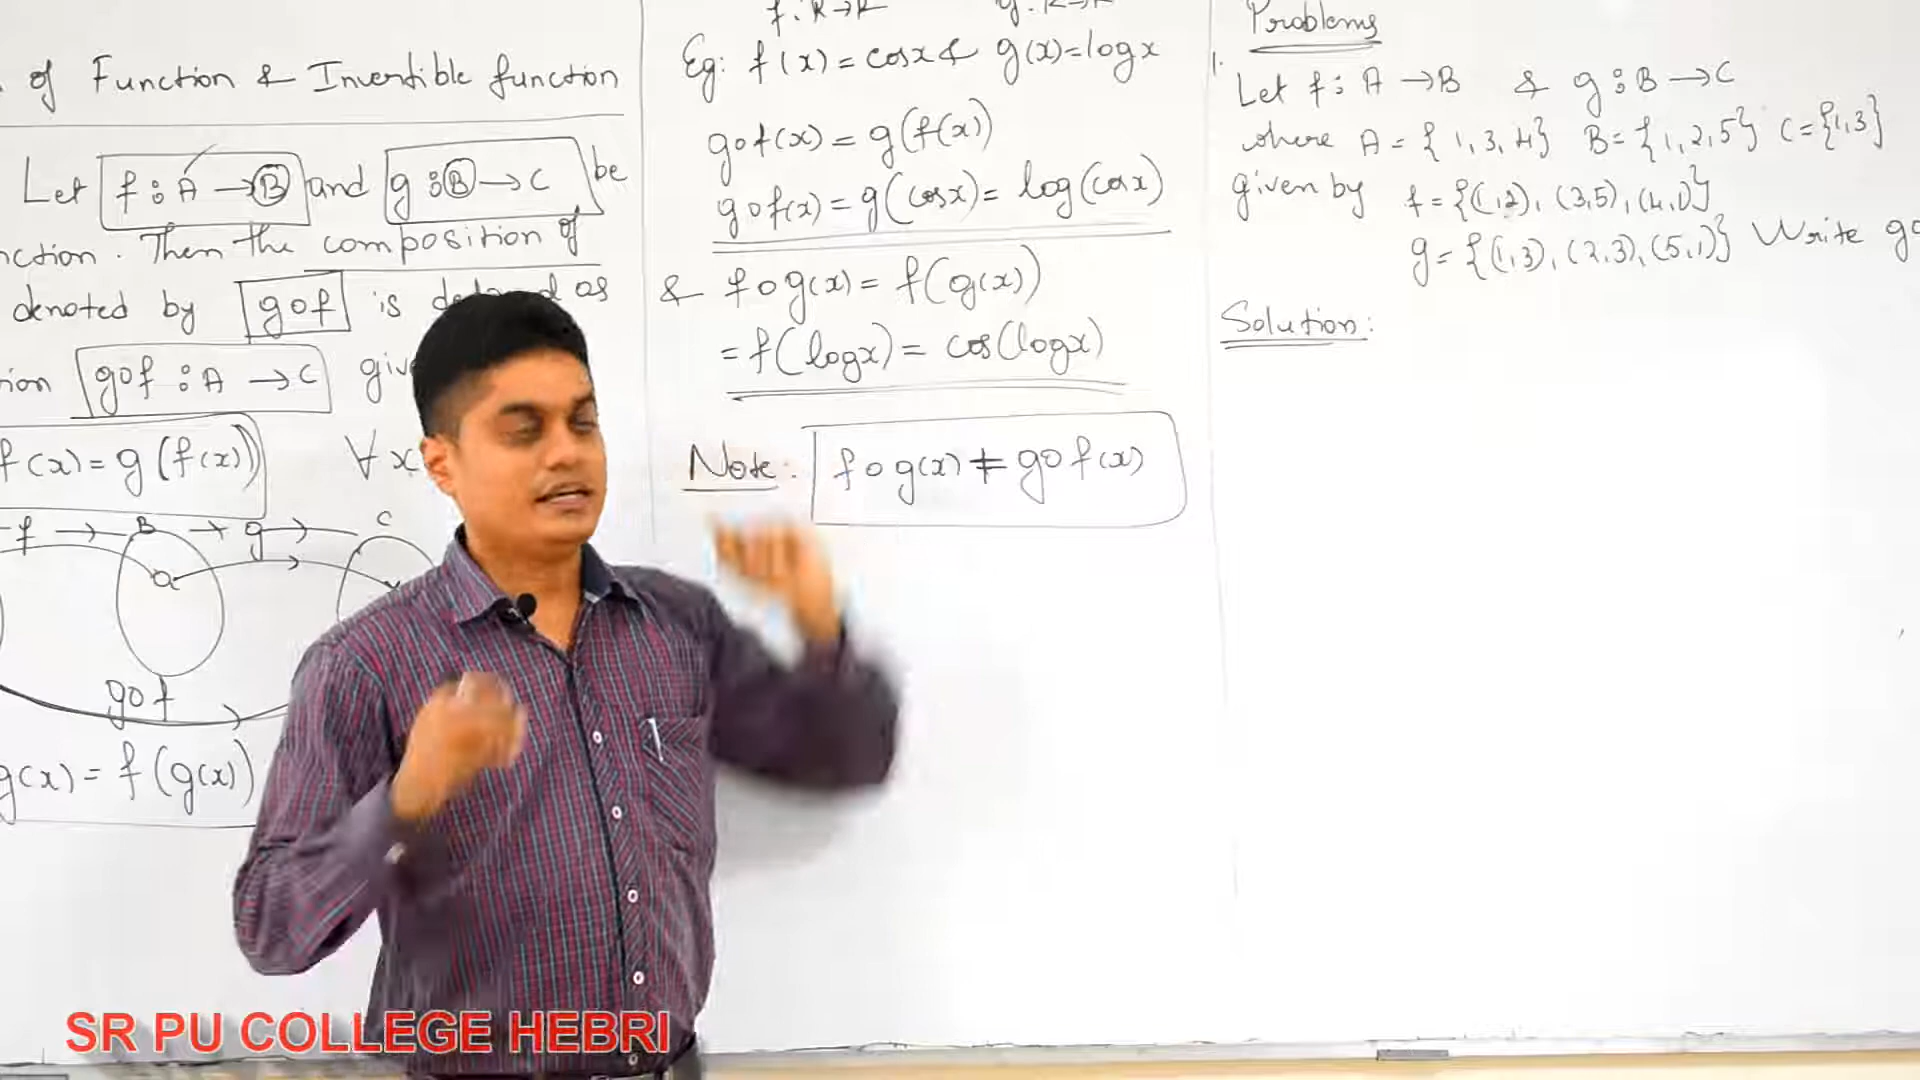 of Function & Invertible function
Let f : A → B and g : B → C be
nction. Then the composition of
denoted by gof is as
ion gof : A → C
f(x) = g(f(x)) ∀ x
f B g C
a
gof
g(x) = f(g(x))
f : R → R
Eg: f(x) = cosx & g(x) = logx
gof(x) = g(f(x))
gof(x) = g(cosx) = log(cosx)
& fog(x) = f(g(x))
= f(logx) = cos(logx)
Note: fog(x) ≠ gof(x)
Problems
1.
Let f : A → B & g : B → C
where A = { 1, 3, 4} B = {1, 2, 5} C = {1, 3}
given by f = {(1, 2), (3, 5), (4, 1)}
g = {(1, 3), (2, 3), (5, 1)} Write go
Solution:
SR PU COLLEGE HEBRI